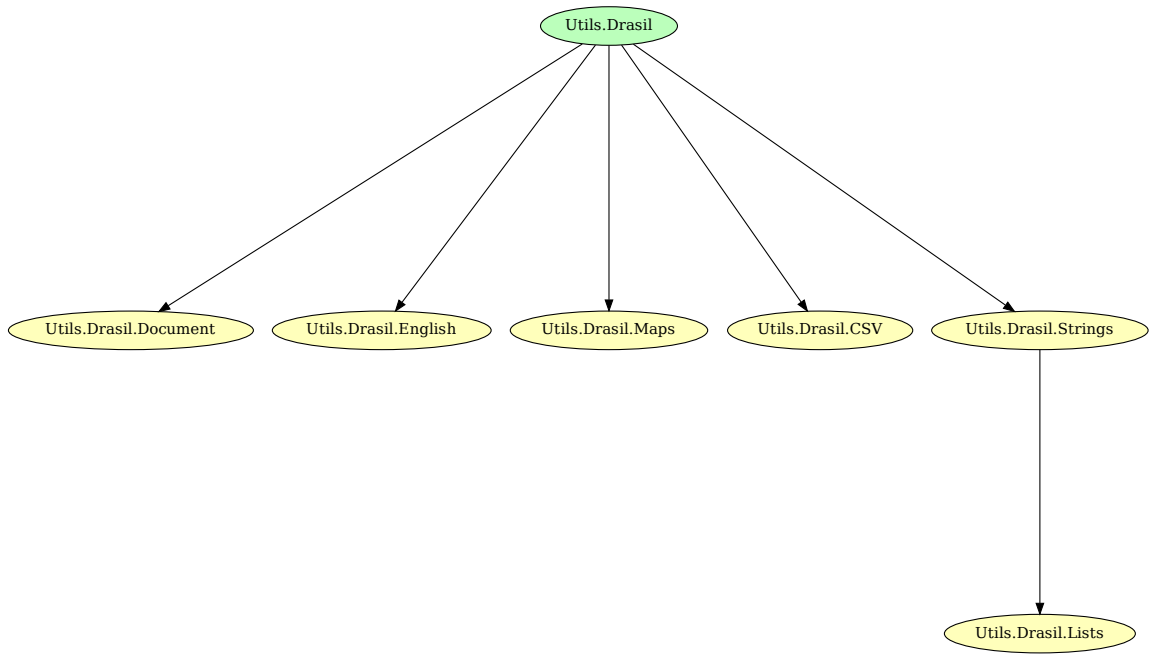 Utils.Drasil
Utils.Drasil.Document
Utils.Drasil.English
Utils.Drasil.Maps
Utils.Drasil.CSV
Utils.Drasil.Strings
Utils.Drasil.Lists